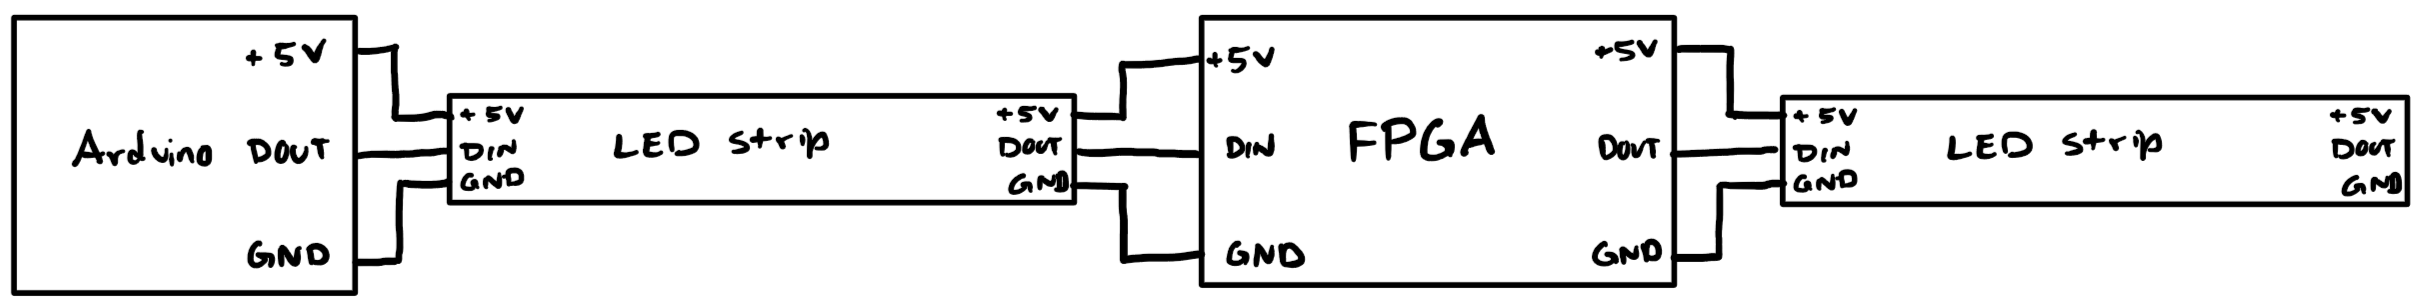 Arduino
+5V
DOUT
GND
+5V
DIN
GND
LED strip
+5V
DOUT
GND
+5V
DIN
GND
FPGA
+5V
DOUT
GND
+5V
DIN
GND
LED strip
+5V
DOUT
GND